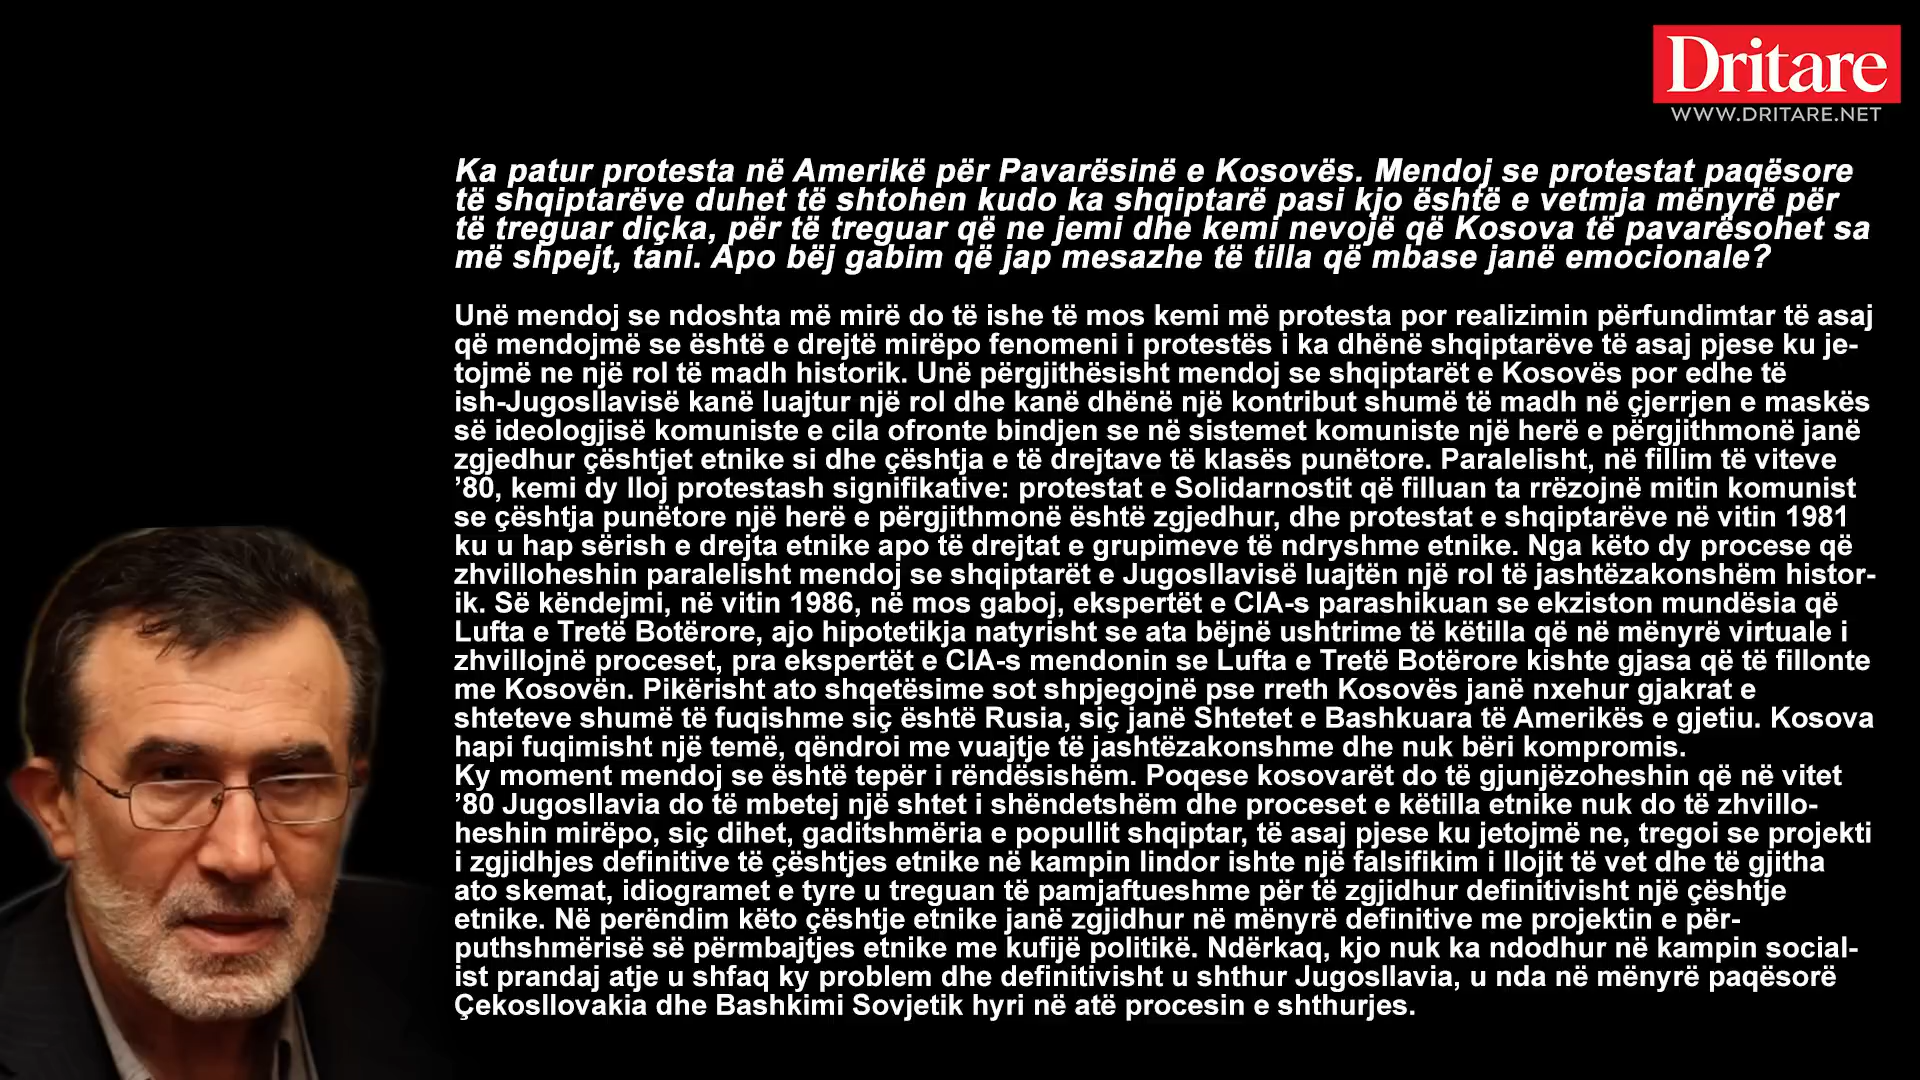 Dritare
WWW.DRITARE.NET
Ka patur protesta në Amerikë për Pavarësinë e Kosovës. Mendoj se protestat paqësore
të shqiptarëve duhet të shtohen kudo ka shqiptarë pasi kjo është e vetmja mënyrë për
të treguar diçka, për të treguar që ne jemi dhe kemi nevojë që Kosova të pavarësohet sa
më shpejt, tani. Apo bëj gabim që jap mesazhe të tilla që mbase janë emocionale?
Unë mendoj se ndoshta më mirë do të ishe të mos kemi më protesta por realizimin përfundimtar të asaj
që mendojmë se është e drejtë mirëpo fenomeni i protestës i ka dhënë shqiptarëve të asaj pjese ku je-
tojmë ne një rol të madh historik. Unë përgjithësisht mendoj se shqiptarët e Kosovës por edhe të
ish-Jugosllavisë kanë luajtur një rol dhe kanë dhënë një kontribut shumë të madh në çjerrjen e maskës
së ideologjisë komuniste e cila ofronte bindjen se në sistemet komuniste një herë e përgjithmonë janë
zgjedhur çështjet etnike si dhe çështja e të drejtave të klasës punëtore. Paralelisht, në fillim të viteve
’80, kemi dy lloj protestash signifikative: protestat e Solidarnostit që filluan ta rrëzojnë mitin komunist
se çështja punëtore një herë e përgjithmonë është zgjedhur, dhe protestat e shqiptarëve në vitin 1981
ku u hap sërish e drejta etnike apo të drejtat e grupimeve të ndryshme etnike. Nga këto dy procese që
zhvilloheshin paralelisht mendoj se shqiptarët e Jugosllavisë luajtën një rol të jashtëzakonshëm histor-
ik. Së këndejmi, në vitin 1986, në mos gaboj, ekspertët e CIA-s parashikuan se ekziston mundësia që
Lufta e Tretë Botërore, ajo hipotetikja natyrisht se ata bëjnë ushtrime të këtilla që në mënyrë virtuale i
zhvillojnë proceset, pra ekspertët e CIA-s mendonin se Lufta e Tretë Botërore kishte gjasa që të fillonte
me Kosovën. Pikërisht ato shqetësime sot shpjegojnë pse rreth Kosovës janë nxehur gjakrat e
shteteve shumë të fuqishme siç është Rusia, siç janë Shtetet e Bashkuara të Amerikës e gjetiu. Kosova
hapi fuqimisht një temë, qëndroi me vuajtje të jashtëzakonshme dhe nuk bëri kompromis.
Ky moment mendoj se është tepër i rëndësishëm. Poqese kosovarët do të gjunjëzoheshin që në vitet
’80 Jugosllavia do të mbetej një shtet i shëndetshëm dhe proceset e këtilla etnike nuk do të zhvillo-
heshin mirëpo, siç dihet, gaditshmëria e popullit shqiptar, të asaj pjese ku jetojmë ne, tregoi se projekti
i zgjidhjes definitive të çështjes etnike në kampin lindor ishte një falsifikim i llojit të vet dhe të gjitha
ato skemat, idiogramet e tyre u treguan të pamjaftueshme për të zgjidhur definitivisht një çështje
etnike. Në perëndim këto çështje etnike janë zgjidhur në mënyrë definitive me projektin e për-
puthshmërisë së përmbajtjes etnike me kufijë politikë. Ndërkaq, kjo nuk ka ndodhur në kampin social-
ist prandaj atje u shfaq ky problem dhe definitivisht u shthur Jugosllavia, u nda në mënyrë paqësorë
Çekosllovakia dhe Bashkimi Sovjetik hyri në atë procesin e shthurjes.